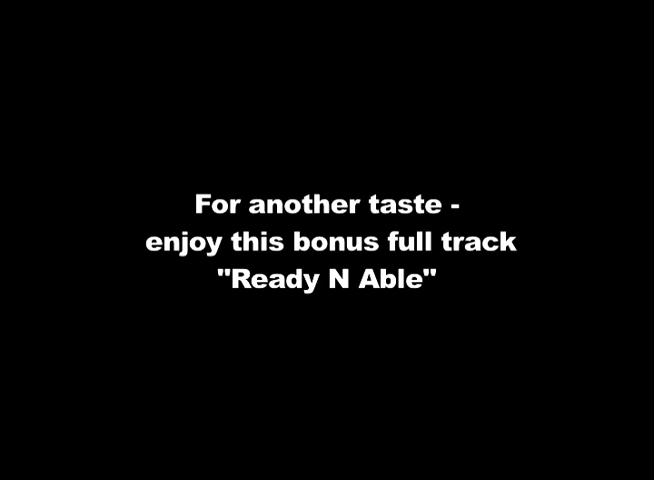 For another taste -
enjoy this bonus full track
"Ready N Able"